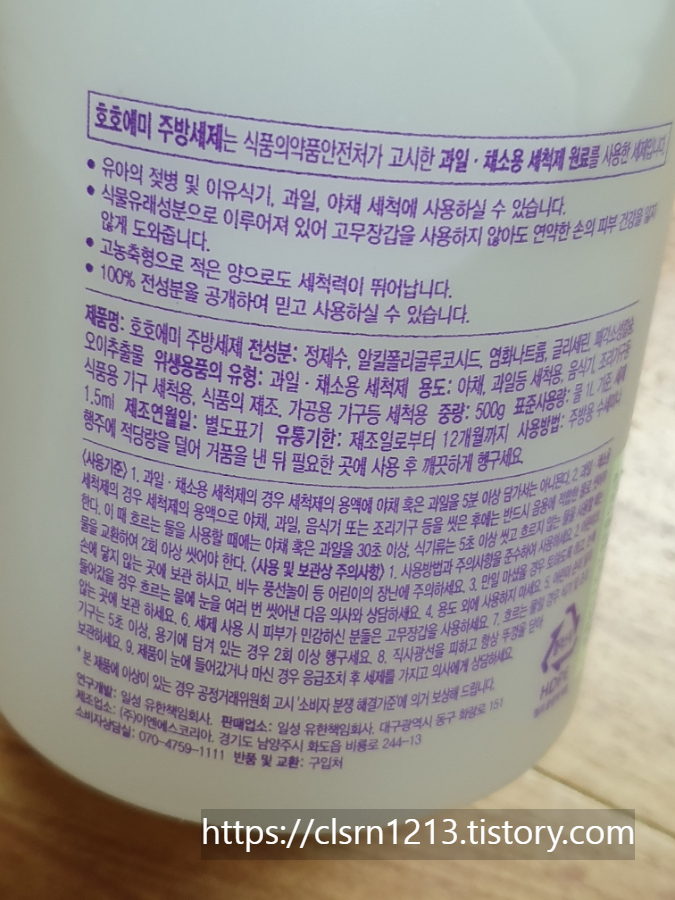 호호에미 주방세제는 식품의약품안전처가 고시한 과일 · 채소용 세척제 원료를 사용한 세제입니다.
• 유아의 젖병 및 이유식기, 과일, 야채 세척에 사용하실 수 있습니다.
• 식물유래성분으로 이루어져 있어 고무장갑을 사용하지 않아도 연약한 손의 피부 건강을 잃지
않게 도와줍니다.
• 고농축형으로 적은 양으로도 세척력이 뛰어납니다.
• 100% 전성분을 공개하여 믿고 사용하실 수 있습니다.
제품명: 호호에미 주방세제 전성분: 정제수, 알킬폴리글루코시드, 염화나트륨, 글리세린,
오이추출물 위생용품의 유형: 과일 · 채소용 세척제 용도: 야채, 과일등 세척용, 음식기, 조리기구등
식품용 기구 세척용, 식품의 제조, 가공용 기구등 세척용 중량: 500g 표준사용량: 물 1L 기준, 세제
1.5ml 제조연월일: 별도표기 유통기한: 제조일로부터 12개월까지 사용방법: 주방용 수세미나
행주에 적당량을 덜어 거품을 낸 뒤 필요한 곳에 사용 후 깨끗하게 헹구세요.
〈사용기준〉 1. 과일 · 채소용 세척제의 경우 세척제의 용액에 야채 혹은 과일을 5분 이상 담가서는 아니된다. 2. 과일 · 채소용
세척제의 경우 세척제의 용액으로 야채, 과일, 음식기 또는 조리기구 등을 씻은 후에는 반드시 음용에 적합한 물로
한다. 이 때 흐르는 물을 사용할 때에는 야채 혹은 과일을 30초 이상, 식기류는 5초 이상 씻고 흐르지 않는 물을 사용할 때는
물을 교환하여 2회 이상 씻어야 한다. 〈사용 및 보관상 주의사항〉 1. 사용방법과 주의사항을 준수하여 사용하세요. 2.
손에 닿지 않는 곳에 보관 하시고, 비누 풍선놀이 등 어린이의 장난에 주의하세요. 3. 만일 마셨을 경우 토하도록 하고, 눈에
들어갔을 경우 흐르는 물에 눈을 여러 번 씻어낸 다음 의사와 상담하세요. 4. 용도 외에 사용하지 마세요. 5. 어린이 손에 닿지
않는 곳에 보관 하세요. 6. 세제 사용 시 피부가 민감하신 분들은 고무장갑을 사용하세요. 7. 흐르는 물일 경우 식기 및
기구는 5초 이상, 용기에 담겨 있는 경우 2회 이상 헹구세요. 8. 직사광선을 피하고 항상 뚜껑을 닫아
보관하세요. 9. 제품이 눈에 들어갔거나 마신 경우 응급조치 후 세제를 가지고 의사에게 상담하세요.
* 본 제품에 이상이 있는 경우 공정거래위원회 고시 '소비자 분쟁 해결기준'에 의거 보상해 드립니다.
연구개발: 일성 유한책임회사. 판매업소: 일성 유한책임회사. 대구광역시 동구 화랑로 151
제조업소: (주)아엔에스코리아. 경기도 남양주시 화도읍 비룡로 244-13
소비자상담실: 070-4759-1111 반품 및 교환: 구입처
HDPE
https://clsrn1213.tistory.com